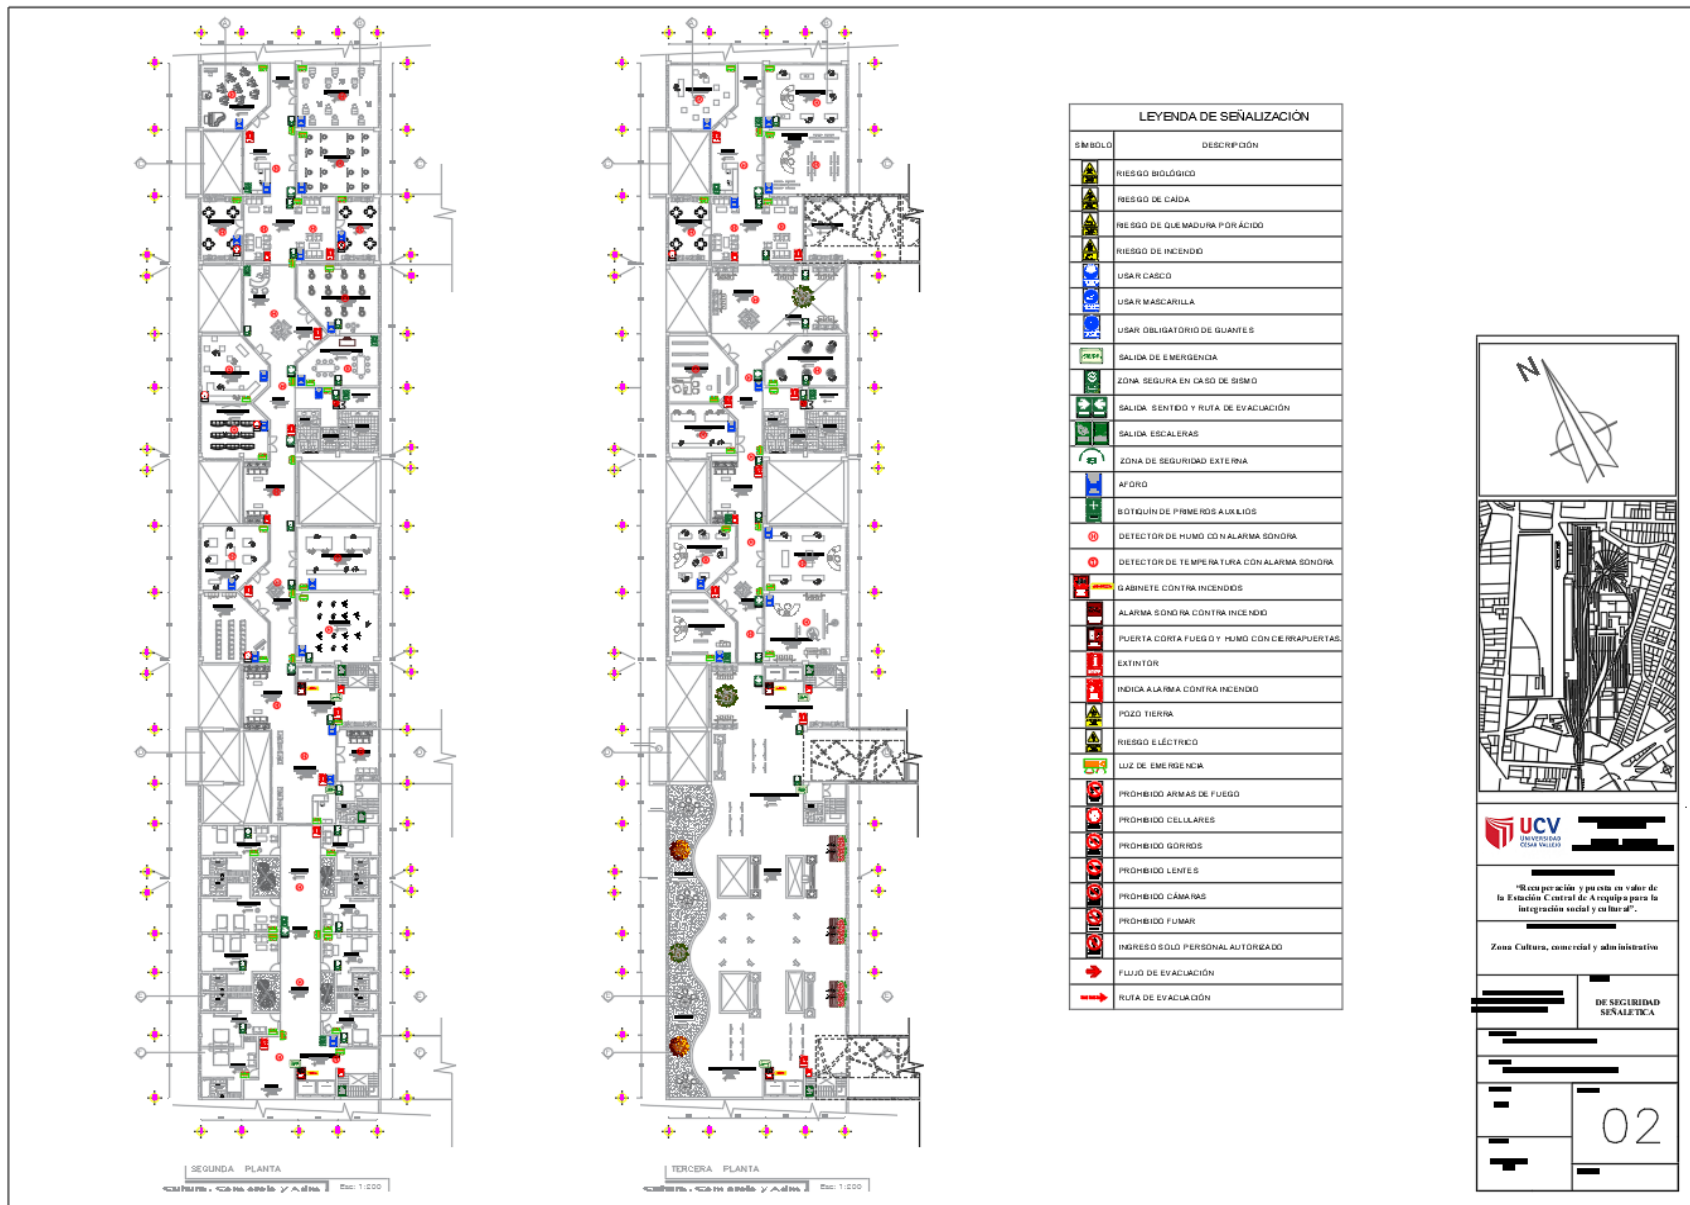 LEYENDA DE SEÑALIZACIÓN
SÍMBOLO DESCRIPCIÓN
RIESGO BIOLÓGICO
RIESGO DE CAÍDA
RIESGO DE QUEMADURA POR ÁCIDO
RIESGO DE INCENDIO
USAR CASCO
USAR MASCARILLA
USAR OBLIGATORIO DE GUANTES
SALIDA DE EMERGENCIA
ZONA SEGURA EN CASO DE SISMO
SALIDA SENTIDO Y RUTA DE EVACUACIÓN
SALIDA ESCALERAS
ZONA DE SEGURIDAD EXTERNA
AFORO
BOTIQUÍN DE PRIMEROS AUXILIOS
DETECTOR DE HUMO CON ALARMA SONORA
DETECTOR DE TEMPERATURA CON ALARMA SONORA
GABINETE CONTRA INCENDIOS
ALARMA SONORA CONTRA INCENDIO
PUERTA CORTA FUEGO Y HUMO CON CIERRAPUERTAS.
EXTINTOR
INDICA ALARMA CONTRA INCENDIO
POZO TIERRA
RIESGO ELÉCTRICO
LUZ DE EMERGENCIA
PROHIBIDO ARMAS DE FUEGO
PROHIBIDO CELULARES
PROHIBIDO GORROS
PROHIBIDO LENTES
PROHIBIDO CÁMARAS
PROHIBIDO FUMAR
INGRESO SOLO PERSONAL AUTORIZADO
FLUJO DE EVACUACIÓN
RUTA DE EVACUACIÓN
N
UCV
UNIVERSIDAD
CÉSAR VALLEJO
"Recuperación y puesta en valor de
la Estación Central de Arequipa para la
integración social y cultural".
Zona Cultura, comercial y administrativo
DE SEGURIDAD
SEÑALETICA
02
SEGUNDA PLANTA
Esc: 1:200
TERCERA PLANTA
Esc: 1:200